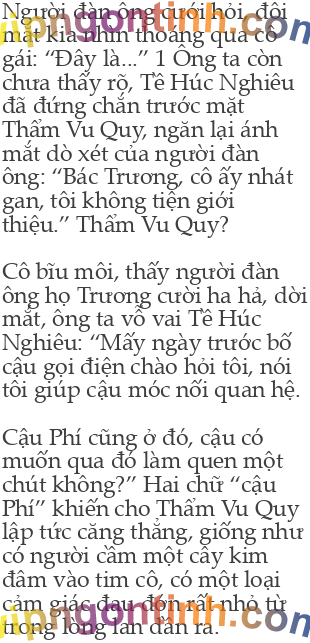 Người đàn ông cười hỏi, đôi
mắt kia nhìn thoáng qua cô
gái: “Đây là...” 1 Ông ta còn
chưa thấy rõ, Tề Húc Nghiêu
đã đứng chắn trước mặt
Thẩm Vu Quy, ngăn lại ánh
mắt dò xét của người đàn
ông: “Bác Trương, cô ấy nhát
gan, tôi không tiện giới
thiệu.” Thẩm Vu Quy?

Cô bĩu môi, thấy người đàn
ông họ Trương cười ha hả, dời
mắt, ông ta vỗ vai Tề Húc
Nghiêu: “Mấy ngày trước bố
cậu gọi điện chào hỏi tôi, nói
tôi giúp cậu móc nối quan hệ.

Cậu Phí cũng ở đó, cậu có
muốn qua đó làm quen một
chút không?” Hai chữ “cậu
Phí” khiến cho Thẩm Vu Quy
lập tức căng thẳng, giống như
có người cầm một cây kim
đâm vào tim cô, có một loại
cảm giác đau đớn rất nhỏ từ
trong lòng lan dần ra.
vipngontinh.com
vipngontinh.com